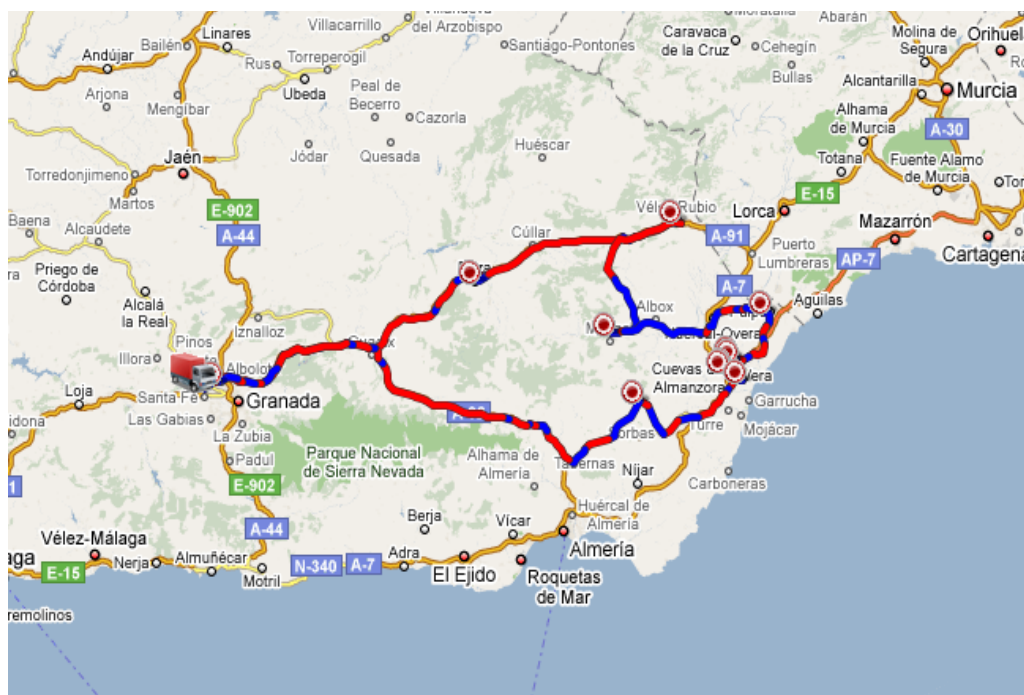 Moratalla
Villacarrillo
del Arzobispo
Abarán
Bailén
Linares
Santiágo-Pontones
Caravaca
de la Cruz
Cehegín
Molina de
Segura
Orihuela
Andújar
Rus
Torreperogil
Bullas
Arjona
Mengíbar
Ubeda
Peal de
Becerro
Cazorla
Alcantarilla
Murcia
Alhama
de Murcia
A-30
Jaén
Jódar
Quesada
Huéscar
Totana
Fuente Alamo
de Murcia
Torredonjimeno
Martos
E-902
A-44
Vélez Rubio
Lorca
E-15
Mazarrón
Baena
Alcaudete
Cúllar
A-91
Puerto
Lumbreras
AP-7
Cartagena
Priego de
Córdoba
Alcalá
la Real
A-7
Aguilas
Iznalloz
Albox
Pinos
Illora
Albolote
Cuevas
Almanzora
Vera
Loja
Santa Fé
Granada
Garrucha
Las Gabias
La Zubia
Sorbas
Turre
Mojácar
Padul
Parque Nacional
de Sierra Nevada
Alhama de
Almería
Tabernas
Níjar
Carboneras
E-902
Huércal de
Almería
A-44
Berja
Vícar
Almería
Vélez-Málaga
Nerja
Almuñécar
Motril
N-340
A-7
Adra
El Ejido
Roquetas
de Mar
E-15
remolinos